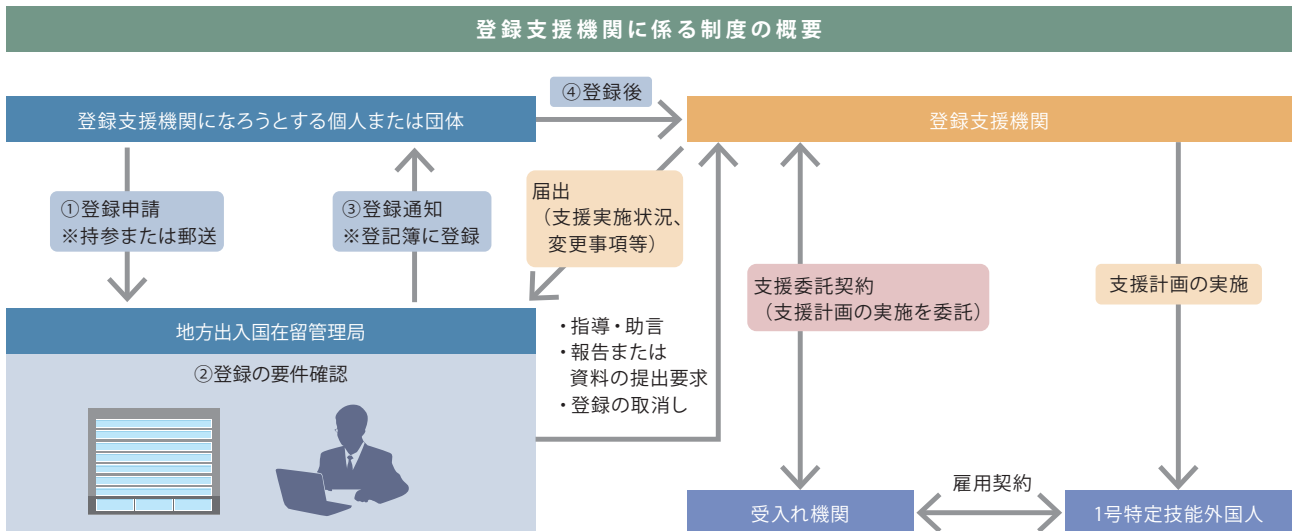 登録支援機関に係る制度の概要
④登録後
登録支援機関になろうとする個人または団体
登録支援機関
①登録申請
※持参または郵送
③登録通知
※登記簿に登録
届出
（支援実施状況、
変更事項等）
支援委託契約
（支援計画の実施を委託）
支援計画の実施
地方出入国在留管理局
②登録の要件確認
・指導・助言
・報告または
資料の提出要求
・登録の取消し
受入れ機関
雇用契約
1号特定技能外国人